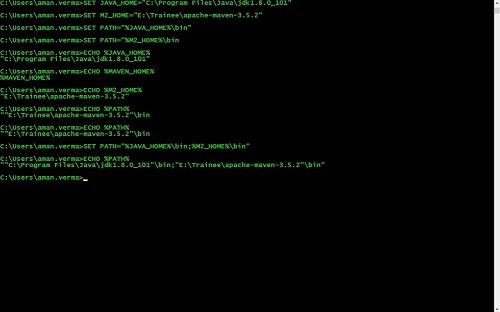 C:\Users\aman.verma>SET JAVA_HOME="C:\Program Files\Java\jdk1.8.0_101"
C:\Users\aman.verma>SET M2_HOME="E:\Trainee\apache-maven-3.5.2"
C:\Users\aman.verma>SET PATH="%JAVA_HOME%\bin"
C:\Users\aman.verma>SET PATH="%M2_HOME%\bin
C:\Users\aman.verma>ECHO %JAVA_HOME%
"C:\Program Files\Java\jdk1.8.0_101"
C:\Users\aman.verma>ECHO %MAVEN_HOME%
%MAVEN_HOME%
C:\Users\aman.verma>ECHO %M2_HOME%
"E:\Trainee\apache-maven-3.5.2"
C:\Users\aman.verma>ECHO %PATH%
""E:\Trainee\apache-maven-3.5.2"\bin
C:\Users\aman.verma>ECHO %PATH%
""E:\Trainee\apache-maven-3.5.2"\bin
C:\Users\aman.verma>SET PATH="%JAVA_HOME%\bin;%M2_HOME%\bin"
C:\Users\aman.verma>ECHO %PATH%
""C:\Program Files\Java\jdk1.8.0_101"\bin;"E:\Trainee\apache-maven-3.5.2"\bin"
C:\Users\aman.verma>